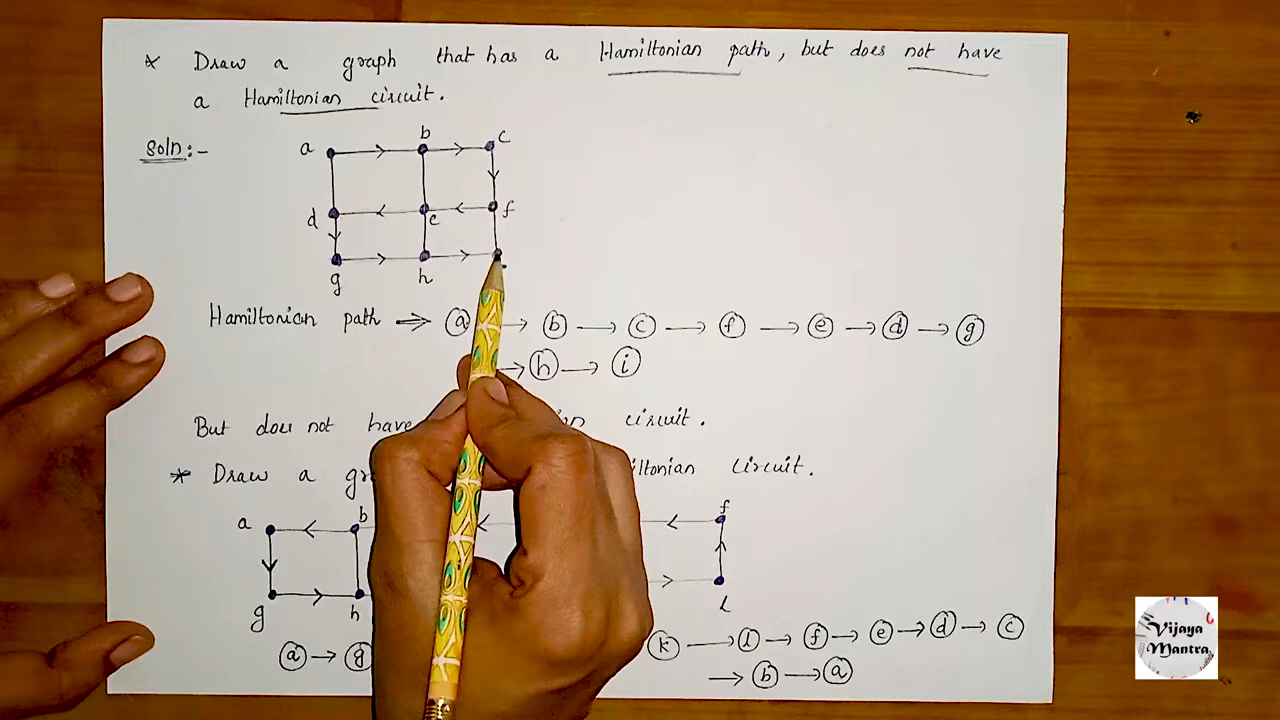 * Draw a graph that has a Hamiltonian path, but does not have
a Hamiltonian circuit.
Soln:-
a b c
d e f
g h
Hamiltonian path ⇒ a → b → c → f → e → d → g
→ h → i
But does not have circuit.
* Draw a circuit.
a b f
g h l
a → g k → l → f → e → d → c
→ b → a
Vijaya
Mantra